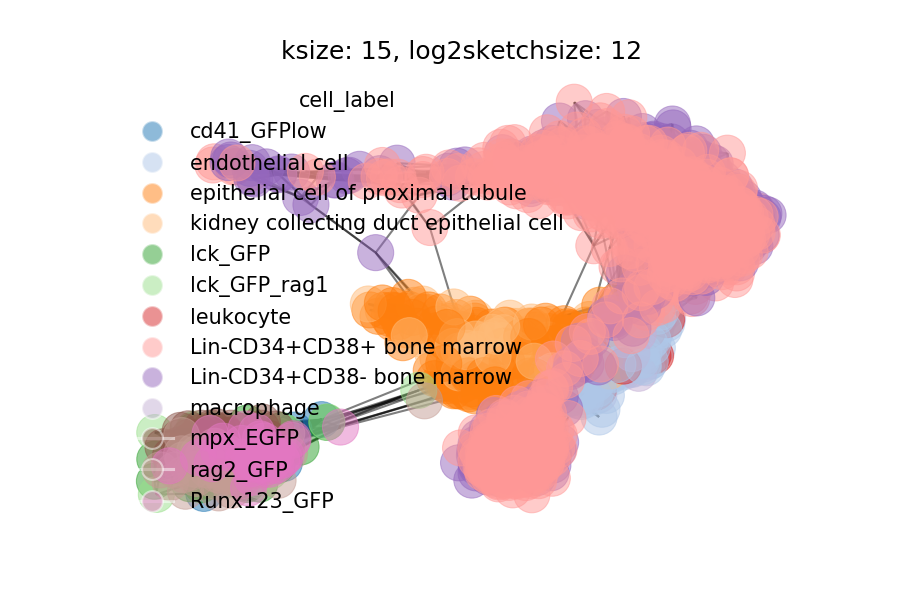 ksize: 15, log2sketchsize: 12
cell_label
cd41_GFPlow
endothelial cell
epithelial cell of proximal tubule
kidney collecting duct epithelial cell
lck_GFP
lck_GFP_rag1
leukocyte
Lin-CD34+CD38+ bone marrow
Lin-CD34+CD38- bone marrow
macrophage
mpx_EGFP
rag2_GFP
Runx123_GFP